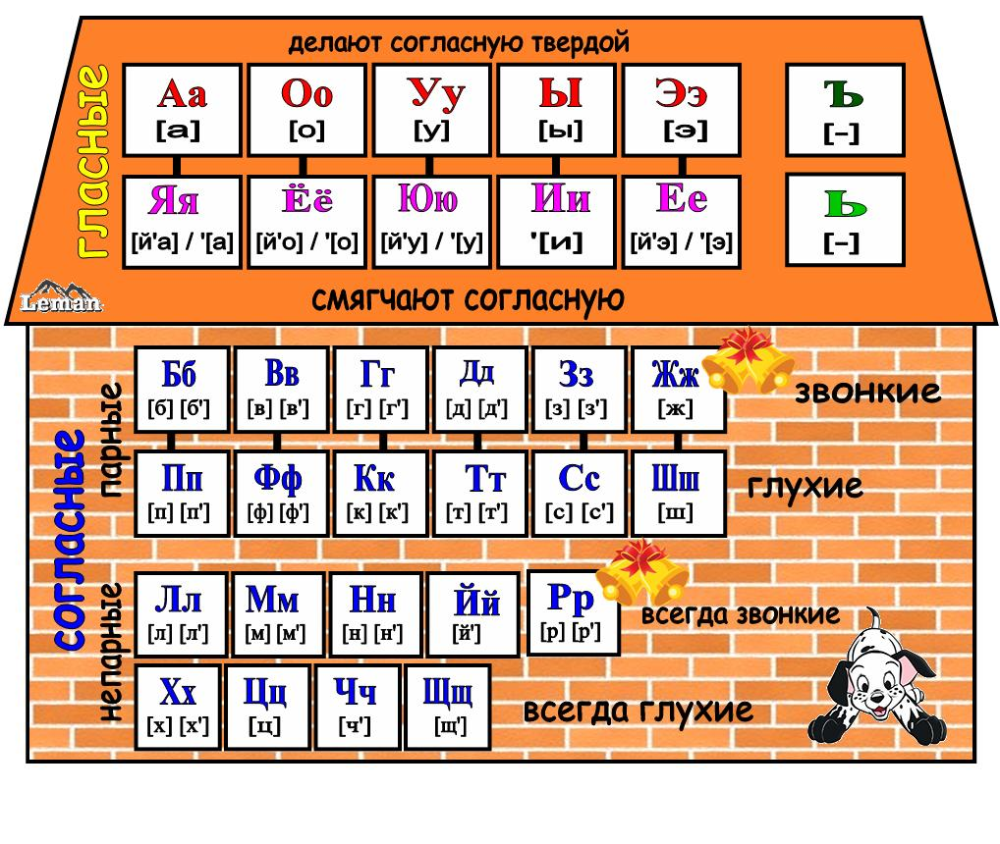 делают согласную твердой
гласные
Аа Оо Уу Ы Ээ Ъ
[а] [о] [у] [ы] [э] [–]
Яя Ёё Юю Ии Ее Ь
[й'а] / '[а] [й'о] / '[о] [й'у] / '[у] '[и] [й'э] / '[э] [–]
Leman
смягчают согласную
согласные
парные
Бб Вв Гг Дд Зз Жж
[б] [б'] [в] [в'] [г] [г'] [д] [д'] [з] [з'] [ж]
звонкие
Пп Фф Кк Тт Сс Шш
[п] [п'] [ф] [ф'] [к] [к'] [т] [т'] [с] [с'] [ш]
глухие
непарные
Лл Мм Нн Йй Рр
[л] [л'] [м] [м'] [н] [н'] [й'] [р] [р']
всегда звонкие
Хх Цц Чч Щщ
[х] [х'] [ц] [ч'] [щ']
всегда глухие